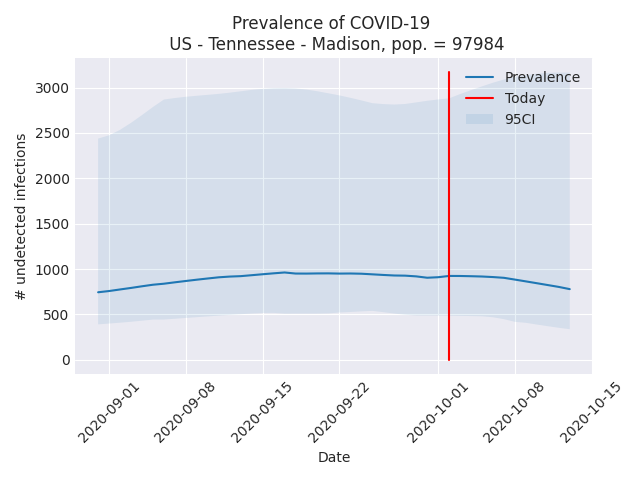 Prevalence of COVID-19
US - Tennessee - Madison, pop. = 97984
Prevalence
Today
95CI
# undetected infections
3000
2500
2000
1500
1000
500
0
2020-09-01
2020-09-08
2020-09-15
2020-09-22
2020-10-01
2020-10-08
2020-10-15
Date